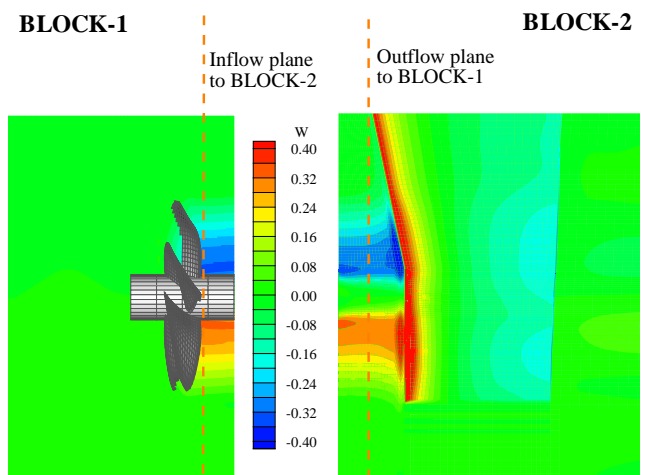 BLOCK-1
BLOCK-2
Inflow plane
to BLOCK-2
Outflow plane
to BLOCK-1
W
0.40
0.32
0.24
0.16
0.08
0.00
-0.08
-0.16
-0.24
-0.32
-0.40